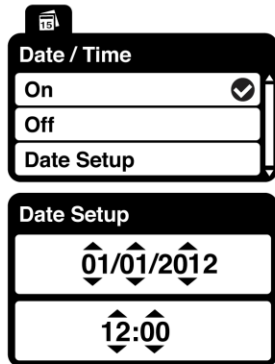 15
Date / Time
On
Off
Date Setup
Date Setup
01/01/2012
12:00